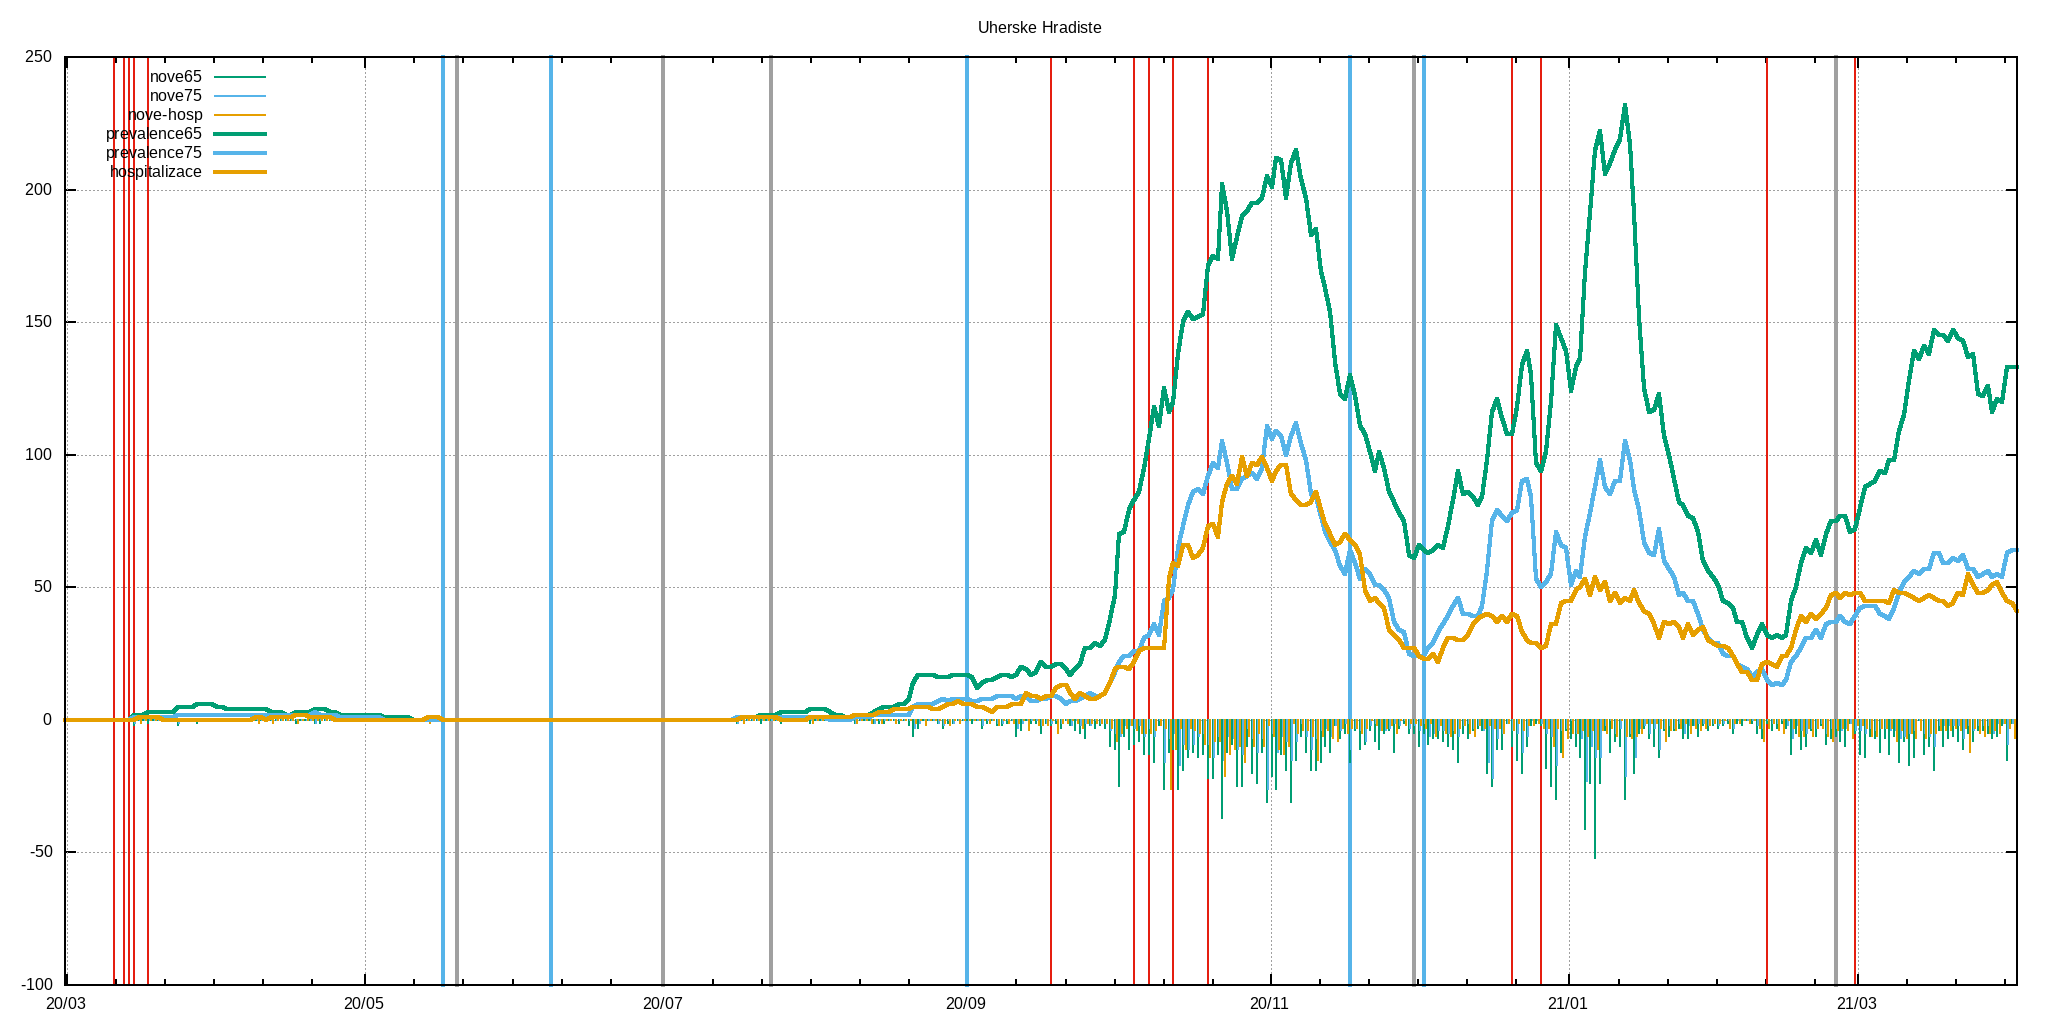 Uherske Hradiste
250
200
150
100
50
0
-50
-100
nove65
nove75
nove-hosp
prevalence65
prevalence75
hospitalizace
20/03 20/05 20/07 20/09 20/11 21/01 21/03